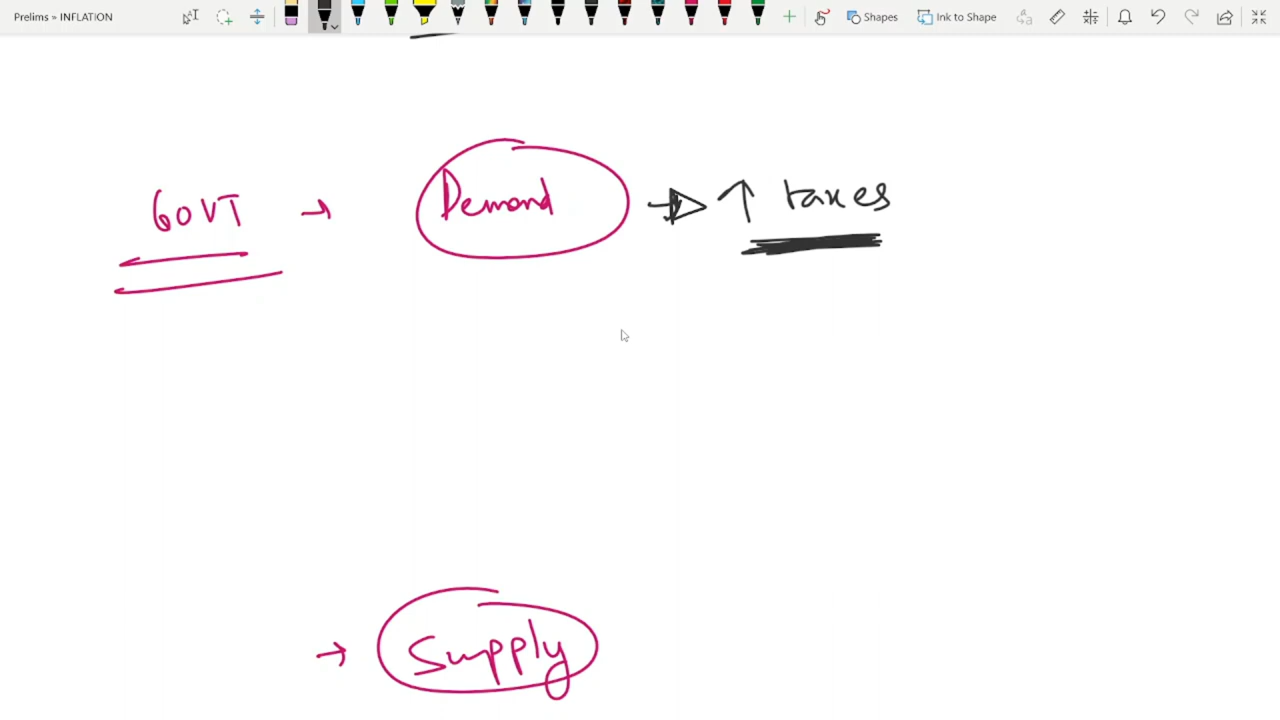 Prelims » INFLATION
Shapes
Ink to Shape
GOVT → Demand → ↑ taxes
→ Supply